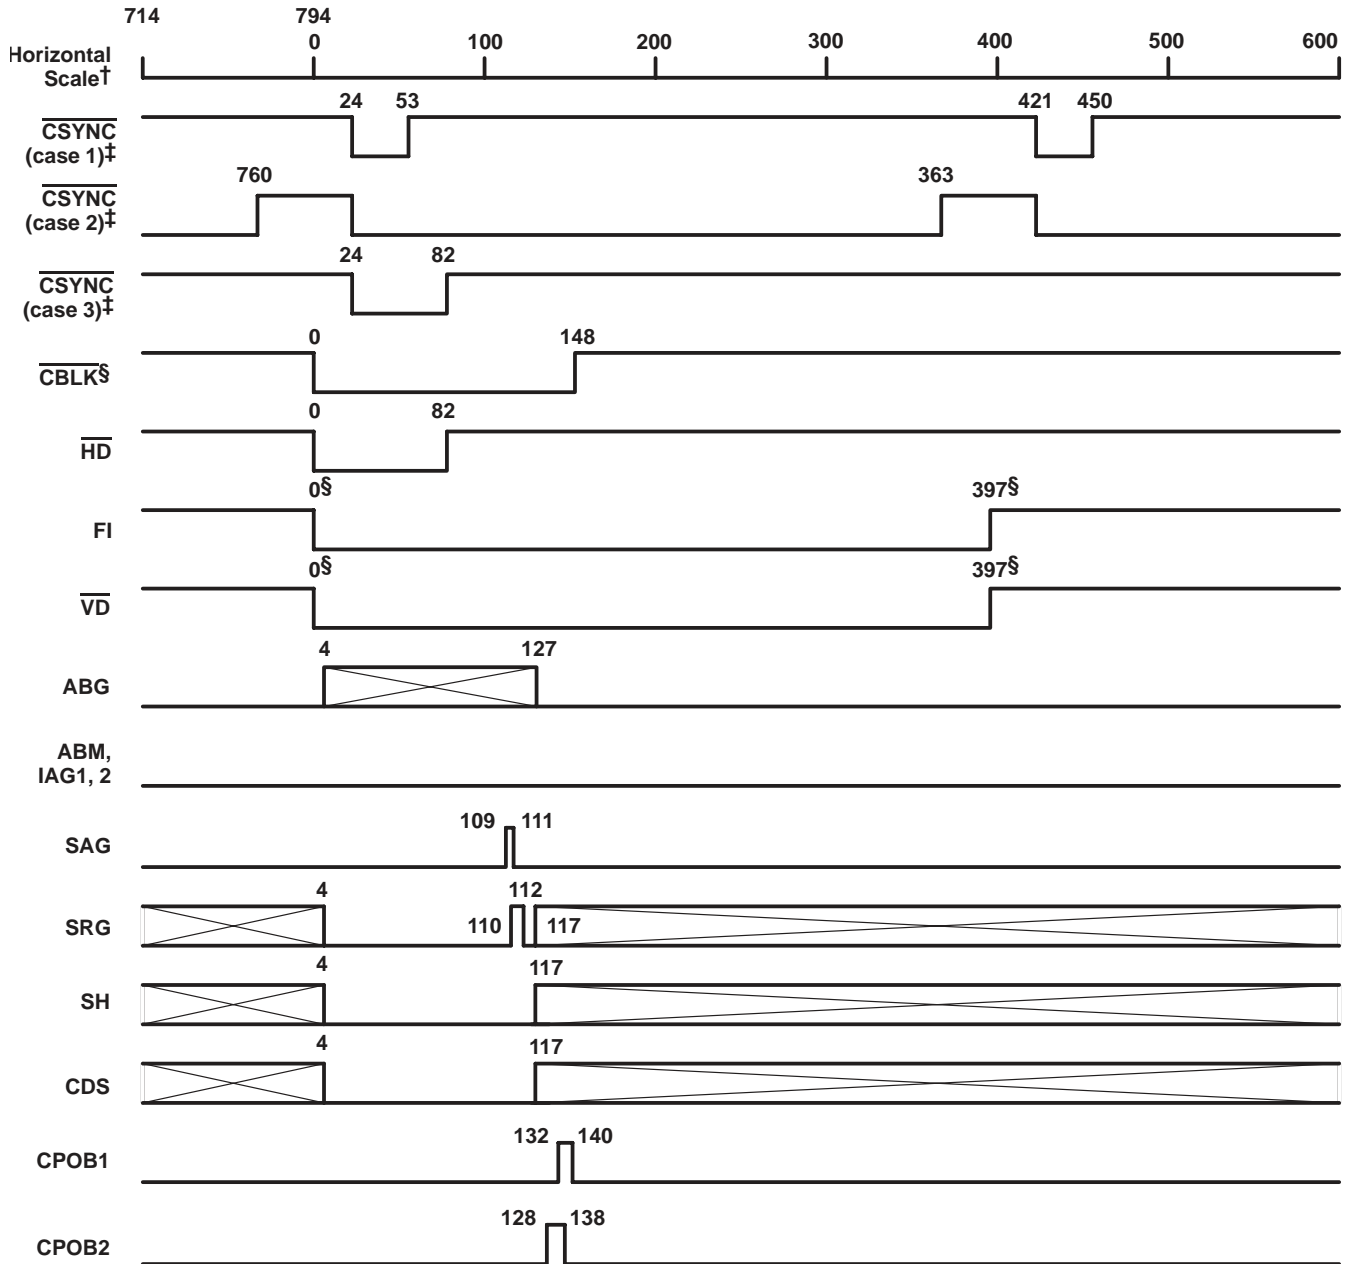 714 794
0 100 200 300 400 500 600
Horizontal
Scale†
24 53 421 450
CSYNC
(case 1)‡
760 363
CSYNC
(case 2)‡
24 82
CSYNC
(case 3)‡
0 148
CBLK§
0 82
HD
0§ 397§
FI
0§ 397§
VD
4 127
ABG
ABM,
IAG1, 2
109 111
SAG
4 112
SRG 110 117
4 117
SH
4 117
CDS
132 140
CPOB1
128 138
CPOB2